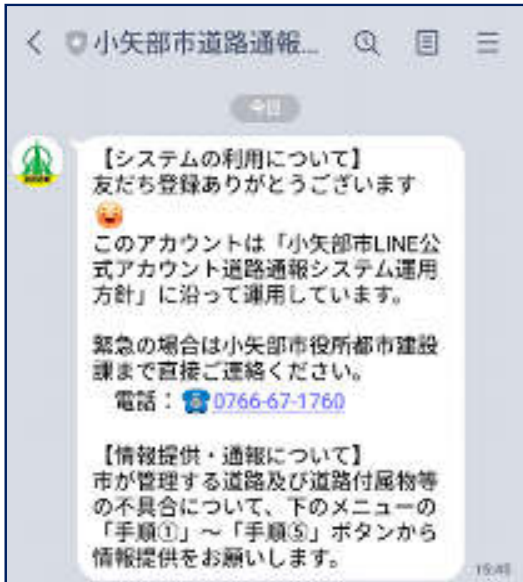 小矢部市道路通報...
今日
【システムの利用について】
友だち登録ありがとうございます
このアカウントは「小矢部市LINE公
式アカウント道路通報システム運用
方針」に沿って運用しています。
緊急の場合は小矢部市役所都市建設
課まで直接ご連絡ください。
電話：☎0766-67-1760
【情報提供・通報について】
市が管理する道路及び道路付属物等
の不具合について、下のメニューの
「手順①」～「手順⑤」ボタンから
情報提供をお願いします。
15:45